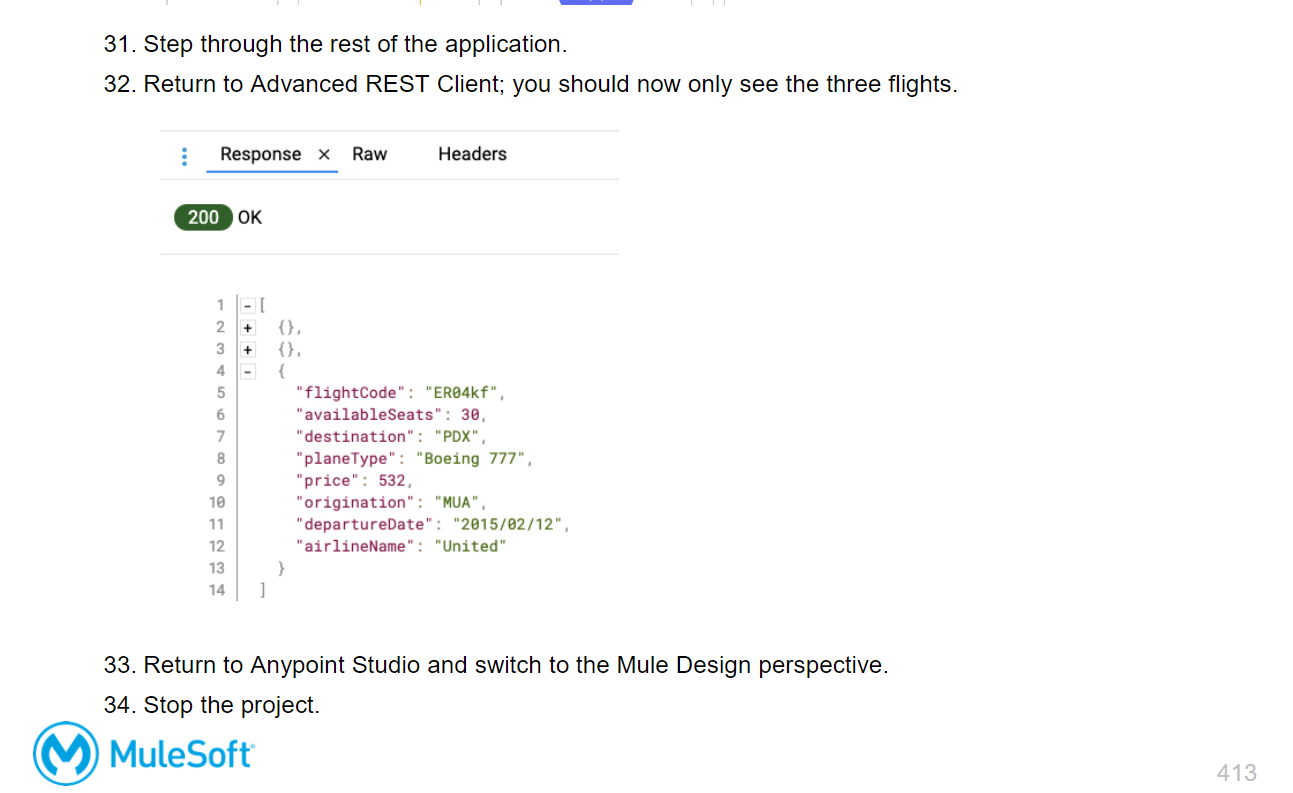 31. Step through the rest of the application.
32. Return to Advanced REST Client; you should now only see the three flights.
Response × Raw Headers
200 OK
1 - [
2 + {},
3 + {},
4 - {
5 "flightCode": "ER04kf",
6 "availableSeats": 30,
7 "destination": "PDX",
8 "planeType": "Boeing 777",
9 "price": 532,
10 "origination": "MUA",
11 "departureDate": "2015/02/12",
12 "airlineName": "United"
13 }
14 ]
33. Return to Anypoint Studio and switch to the Mule Design perspective.
34. Stop the project.
MuleSoft
413